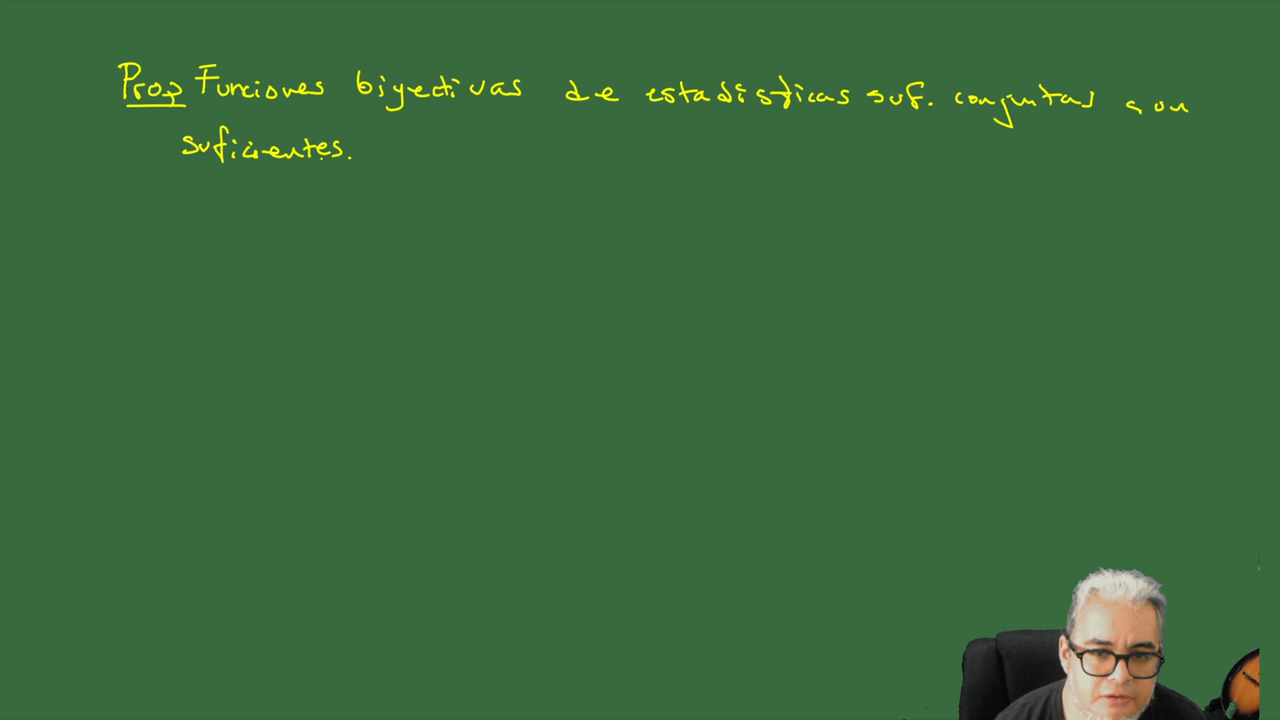 Prop Funciones biyectivas de estadísticas suf. conjuntas son
suficientes.